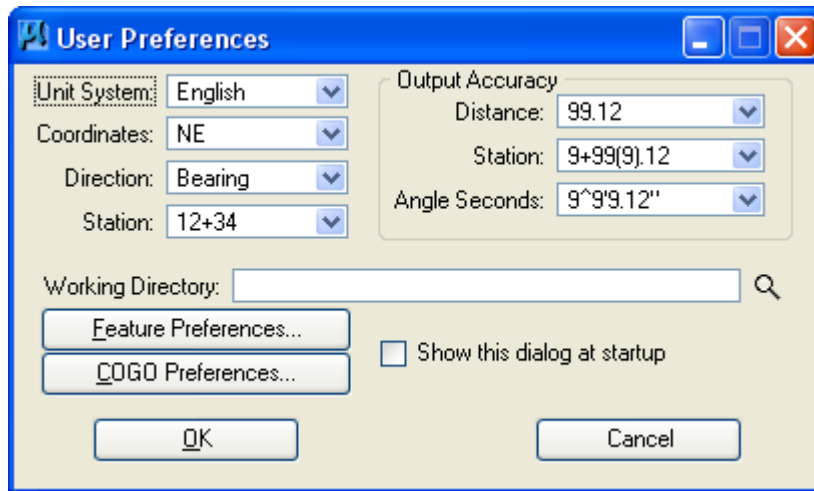 User Preferences
Unit System: English
Coordinates: NE
Direction: Bearing
Station: 12+34
Output Accuracy
Distance: 99.12
Station: 9+99(9).12
Angle Seconds: 9^9'9.12"
Working Directory:
Feature Preferences...
COGO Preferences...
Show this dialog at startup
OK
Cancel